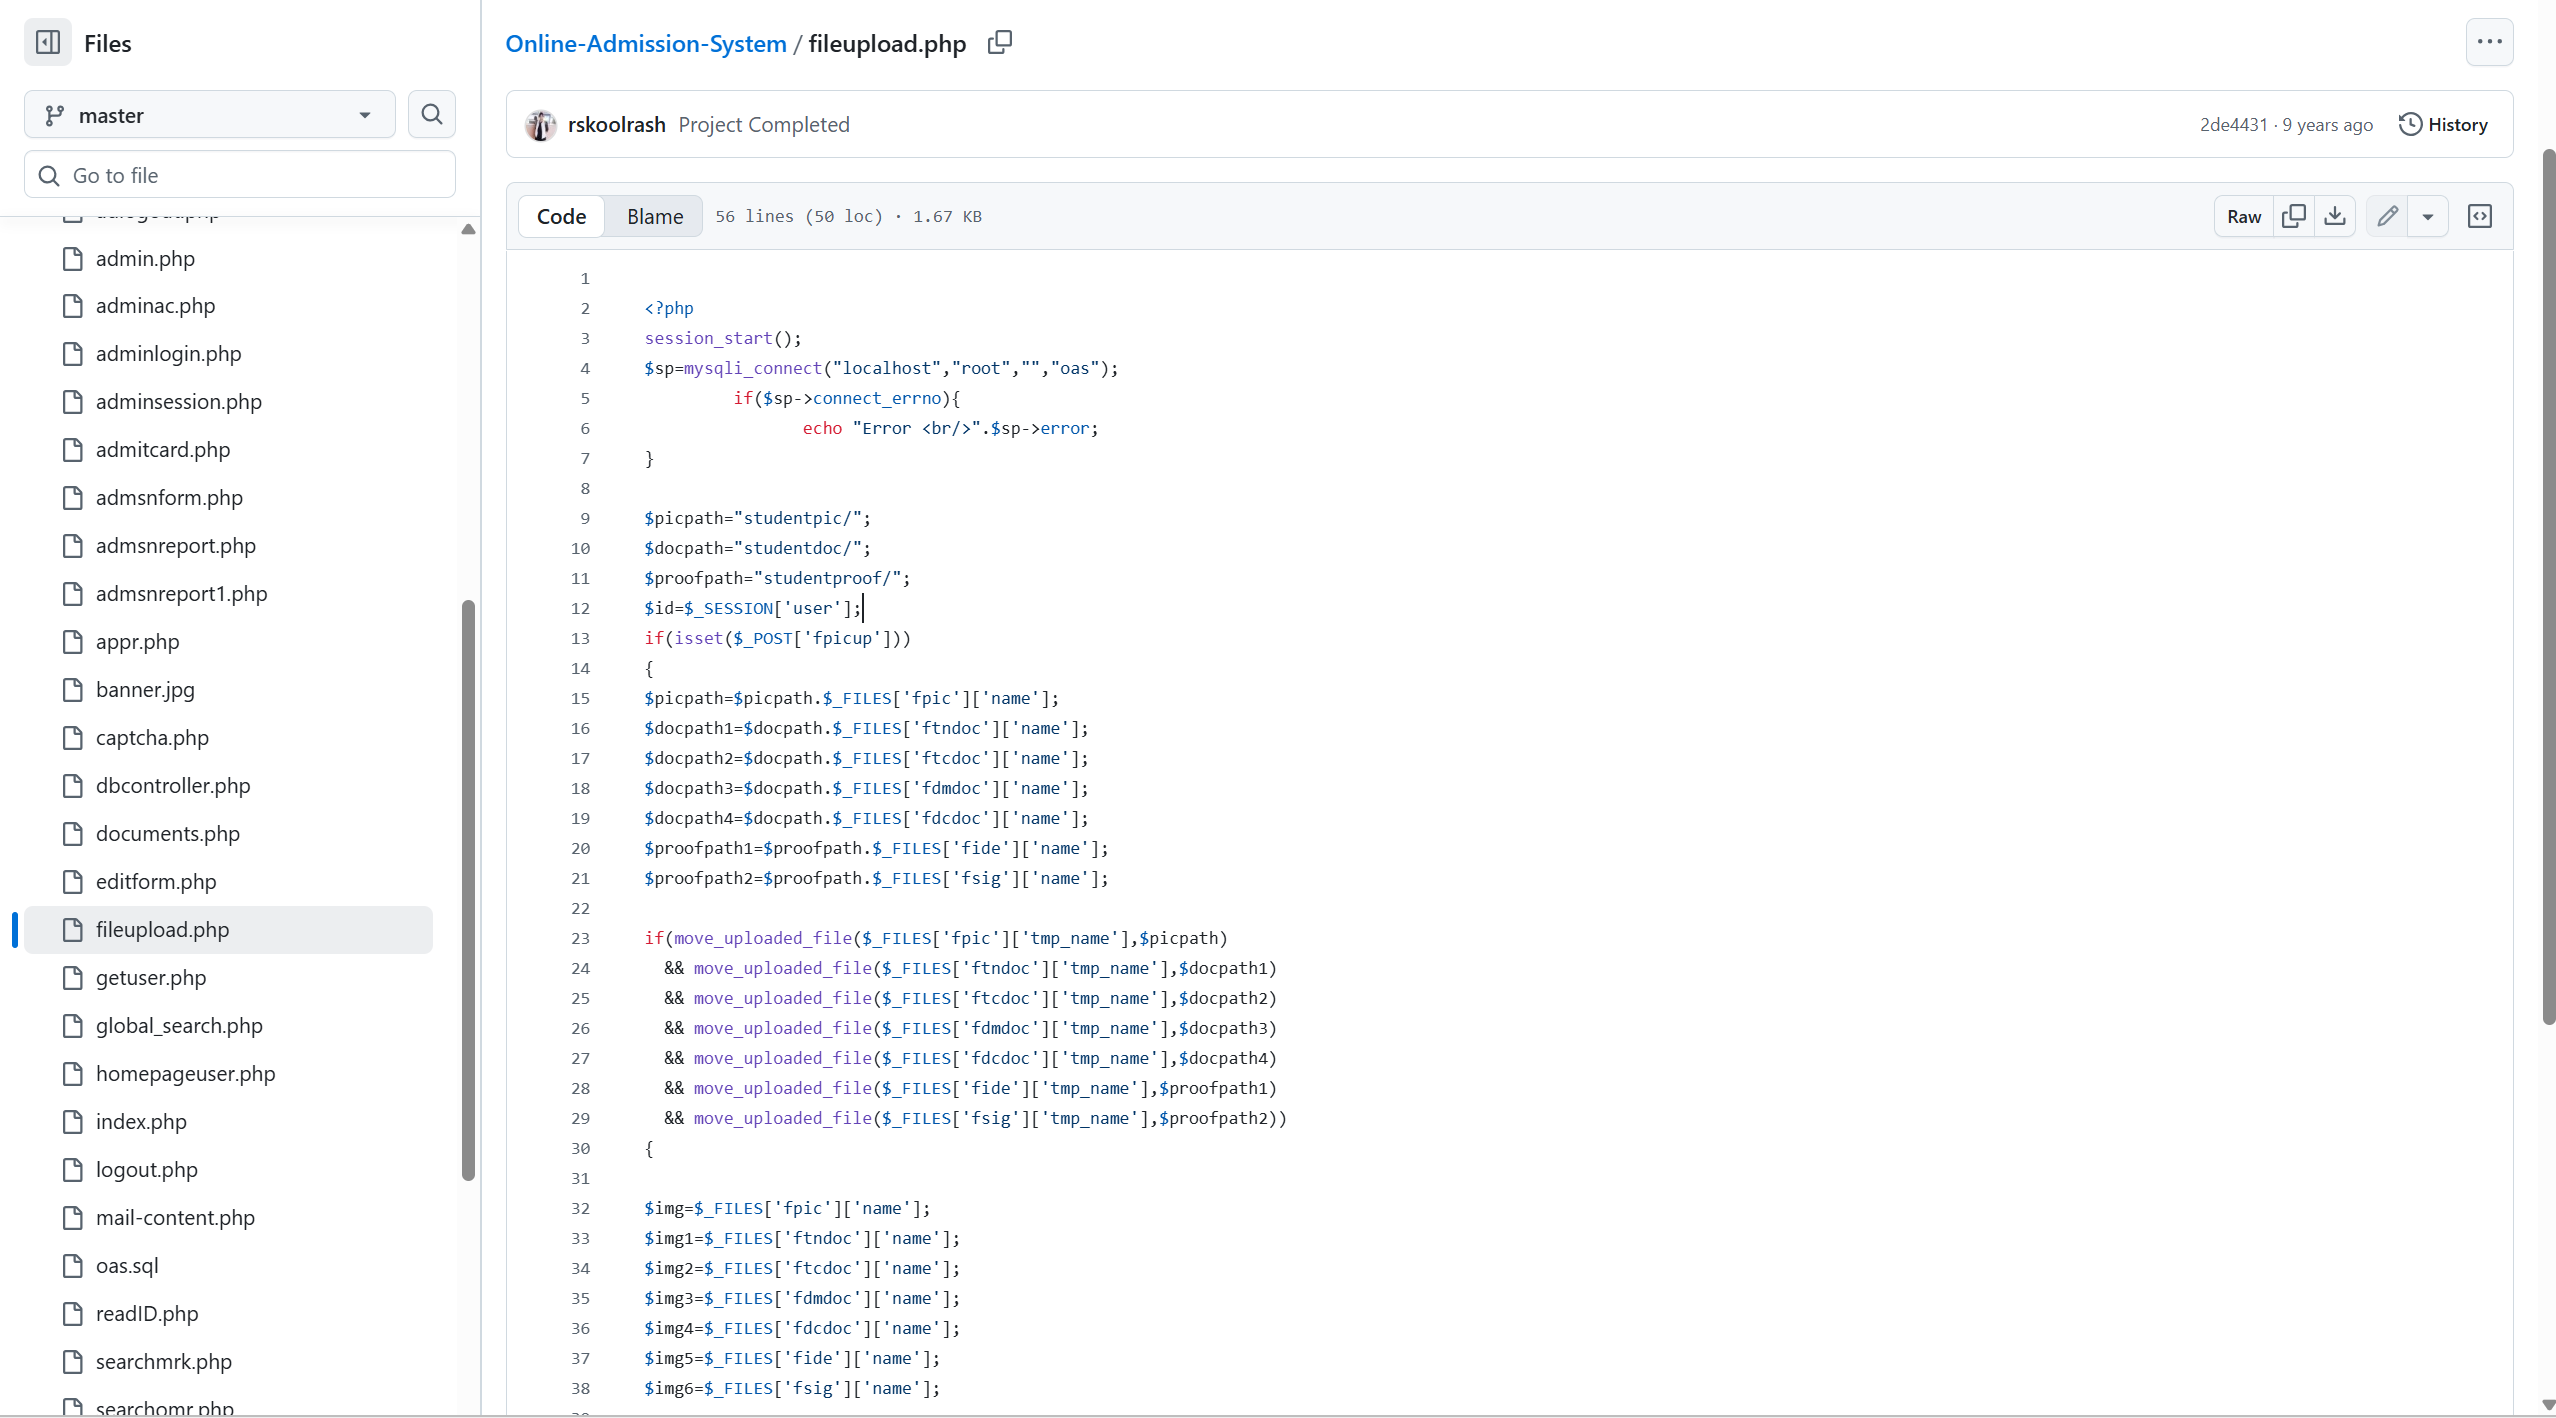 Files
master
Go to file
admin.php
adminac.php
adminlogin.php
adminsession.php
admitcard.php
admsnform.php
admsnreport.php
admsnreport1.php
appr.php
banner.jpg
captcha.php
dbcontroller.php
documents.php
editform.php
fileupload.php
getuser.php
global_search.php
homepageuser.php
index.php
logout.php
mail-content.php
oas.sql
readID.php
searchmrk.php
searchomr.php
Online-Admission-System / fileupload.php
rskoolrash Project Completed 2de4431 · 9 years ago History
Code Blame 56 lines (50 loc) · 1.67 KB Raw
1
2 <?php
3 session_start();
4 $sp=mysqli_connect("localhost","root","","oas");
5 if($sp->connect_errno){
6 echo "Error <br/>".$sp->error;
7 }
8
9 $picpath="studentpic/";
10 $docpath="studentdoc/";
11 $proofpath="studentproof/";
12 $id=$_SESSION['user'];
13 if(isset($_POST['fpicup']))
14 {
15 $picpath=$picpath.$_FILES['fpic']['name'];
16 $docpath1=$docpath.$_FILES['ftndoc']['name'];
17 $docpath2=$docpath.$_FILES['ftcdoc']['name'];
18 $docpath3=$docpath.$_FILES['fdmdoc']['name'];
19 $docpath4=$docpath.$_FILES['fdcdoc']['name'];
20 $proofpath1=$proofpath.$_FILES['fide']['name'];
21 $proofpath2=$proofpath.$_FILES['fsig']['name'];
22
23 if(move_uploaded_file($_FILES['fpic']['tmp_name'],$picpath)
24 && move_uploaded_file($_FILES['ftndoc']['tmp_name'],$docpath1)
25 && move_uploaded_file($_FILES['ftcdoc']['tmp_name'],$docpath2)
26 && move_uploaded_file($_FILES['fdmdoc']['tmp_name'],$docpath3)
27 && move_uploaded_file($_FILES['fdcdoc']['tmp_name'],$docpath4)
28 && move_uploaded_file($_FILES['fide']['tmp_name'],$proofpath1)
29 && move_uploaded_file($_FILES['fsig']['tmp_name'],$proofpath2))
30 {
31
32 $img=$_FILES['fpic']['name'];
33 $img1=$_FILES['ftndoc']['name'];
34 $img2=$_FILES['ftcdoc']['name'];
35 $img3=$_FILES['fdmdoc']['name'];
36 $img4=$_FILES['fdcdoc']['name'];
37 $img5=$_FILES['fide']['name'];
38 $img6=$_FILES['fsig']['name'];